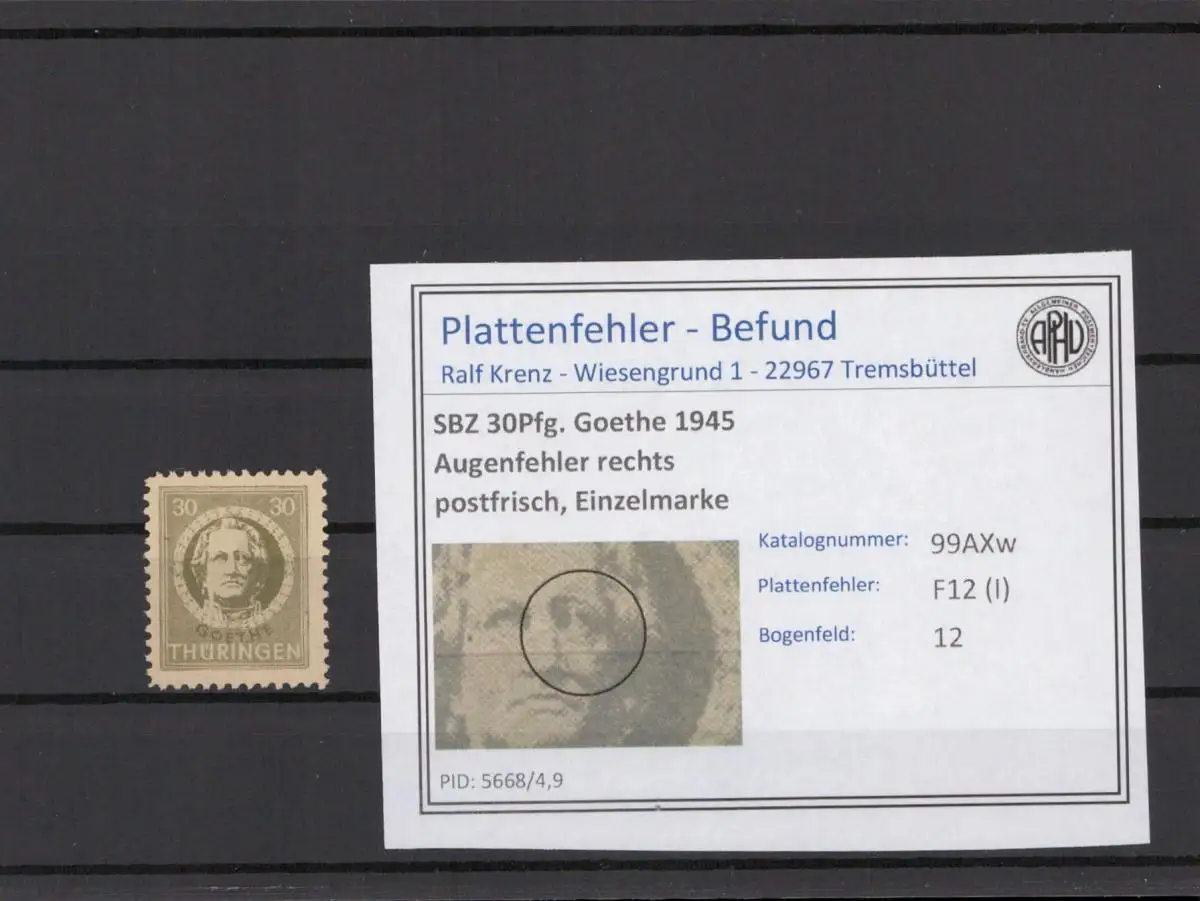 30 30
GOETHE
THÜRINGEN
Plattenfehler - Befund
Ralf Krenz - Wiesengrund 1 - 22967 Tremsbüttel
APHV
SBZ 30Pfg. Goethe 1945
Augenfehler rechts
postfrisch, Einzelmarke
Katalognummer: 99AXw
Plattenfehler: F12 (I)
Bogenfeld: 12
PID: 5668/4,9